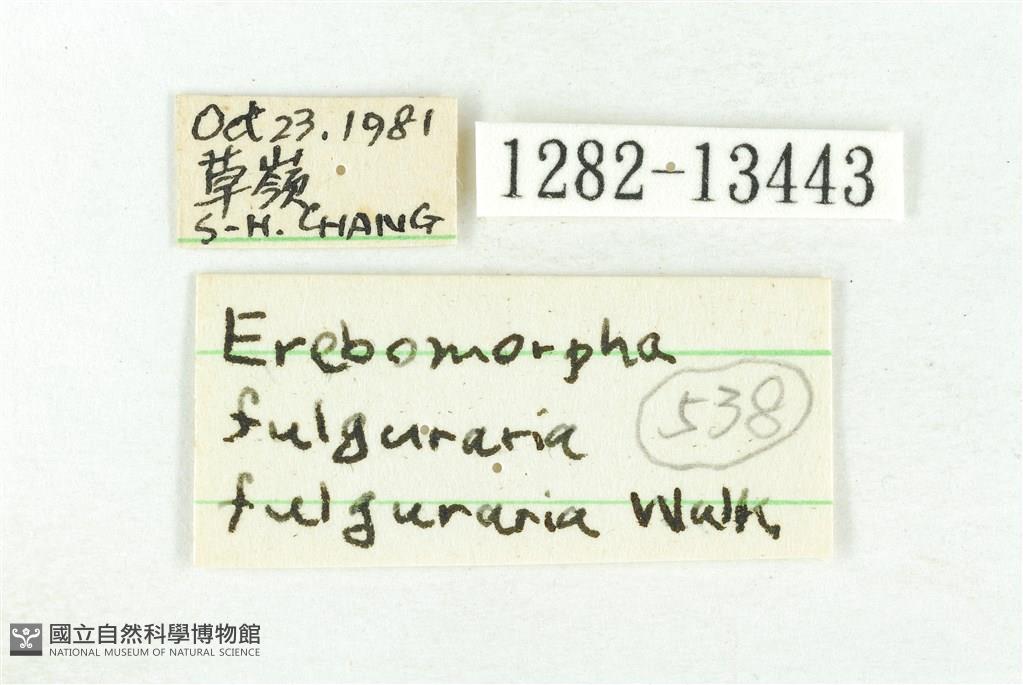 Oct 23. 1981
草嶺
S-H. CHANG
1282-13443
Erebomorpha
fulguraria
538
fulguraria Walk,
國立自然科學博物館
NATIONAL MUSEUM OF NATURAL SCIENCE